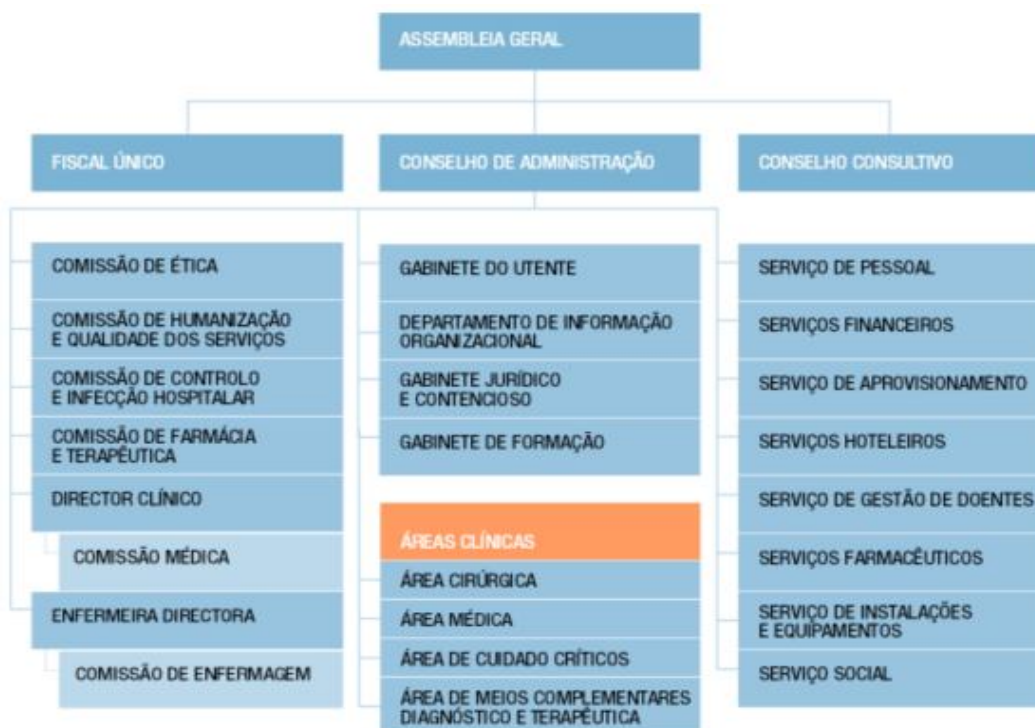 ASSEMBLEIA GERAL
FISCAL ÚNICO
CONSELHO DE ADMINISTRAÇÃO
CONSELHO CONSULTIVO
COMISSÃO DE ÉTICA
COMISSÃO DE HUMANIZAÇÃO
E QUALIDADE DOS SERVIÇOS
COMISSÃO DE CONTROLO
E INFECÇÃO HOSPITALAR
COMISSÃO DE FARMÁCIA
E TERAPÊUTICA
DIRECTOR CLÍNICO
COMISSÃO MÉDICA
ENFERMEIRA DIRECTORA
COMISSÃO DE ENFERMAGEM
GABINETE DO UTENTE
DEPARTAMENTO DE INFORMAÇÃO
ORGANIZACIONAL
GABINETE JURÍDICO
E CONTENCIOSO
GABINETE DE FORMAÇÃO
ÁREAS CLÍNICAS
ÁREA CIRÚRGICA
ÁREA MÉDICA
ÁREA DE CUIDADO CRÍTICOS
ÁREA DE MEIOS COMPLEMENTARES
DIAGNÓSTICO E TERAPÊUTICA
SERVIÇO DE PESSOAL
SERVIÇOS FINANCEIROS
SERVIÇO DE APROVISIONAMENTO
SERVIÇOS HOTELEIROS
SERVIÇO DE GESTÃO DE DOENTES
SERVIÇOS FARMACÊUTICOS
SERVIÇO DE INSTALAÇÕES
E EQUIPAMENTOS
SERVIÇO SOCIAL